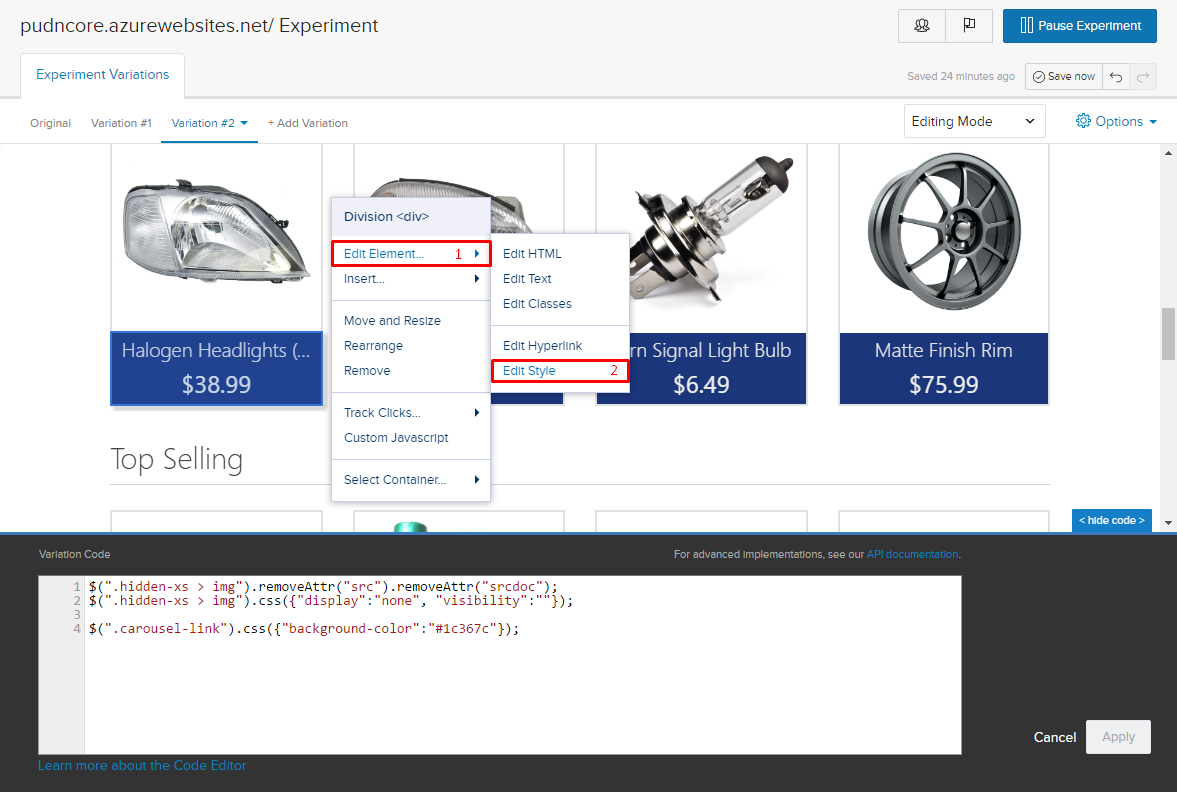 pudncore.azurewebsites.net/ Experiment
Pause Experiment
Experiment Variations
Saved 24 minutes ago
Save now
Original
Variation #1
Variation #2
+ Add Variation
Editing Mode
Options
Division <div>
Edit Element... 1
Insert...
Move and Resize
Rearrange
Remove
Track Clicks...
Custom Javascript
Select Container...
Edit HTML
Edit Text
Edit Classes
Edit Hyperlink
Edit Style 2
Halogen Headlights (...
$38.99
rn Signal Light Bulb
$6.49
Matte Finish Rim
$75.99
Top Selling
< hide code >
Variation Code
For advanced implementations, see our API documentation.
1 $(".hidden-xs > img").removeAttr("src").removeAttr("srcdoc");
2 $(".hidden-xs > img").css({"display":"none", "visibility":""});
3
4 $(".carousel-link").css({"background-color":"#1c367c"});
Cancel
Apply
Learn more about the Code Editor